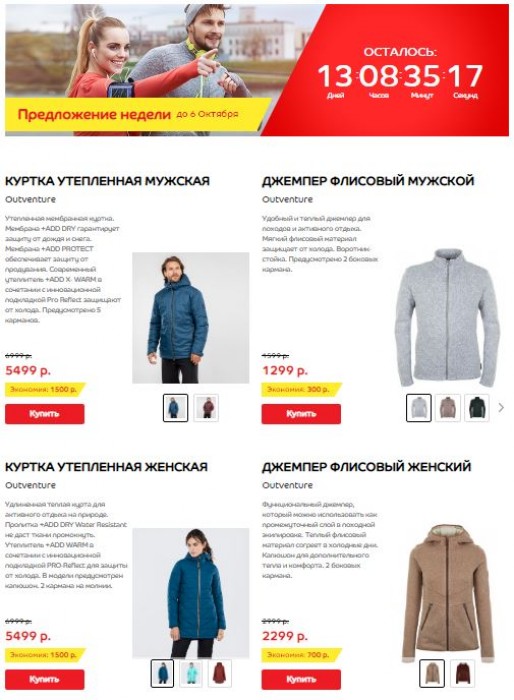 ОСТАЛОСЬ:
13:08:35:17
Дней Часов Минут Секунд
Предложение недели до 6 Октября
КУРТКА УТЕПЛЕННАЯ МУЖСКАЯ
Outventure
Утепленная мембранная куртка.
Мембрана +ADD DRY гарантирует
защиту от дождя и снега.
Мембрана +ADD PROTECT
обеспечивает защиту от
продувания. Современный
утеплитель +ADD X- WARM в
сочетании с инновационной
подкладкой Pro Reflect защищают
от холода. Предусмотрено 5
карманов.
6999 р.
5499 р.
Экономия: 1500 р.
Купить
ДЖЕМПЕР ФЛИСОВЫЙ МУЖСКОЙ
Outventure
Удобный и теплый джемпер для
походов и активного отдыха.
Мягкий флисовый материал
защищает от холода. Воротник-
стойка. Предусмотрено 2 боковых
кармана.
1599 р.
1299 р.
Экономия: 300 р.
Купить
КУРТКА УТЕПЛЕННАЯ ЖЕНСКАЯ
Outventure
Удлиненная теплая курта для
активного отдыха на природе.
Пропитка +ADD DRY Water Resistant
не даст ткани промокнуть.
Утеплитель +ADD WARM в
сочетании с инновационной
подкладкой PRO-Reflect для защиты
от холода. В модели предусмотрен
капюшон, 2 кармана на молнии.
6999 р.
5499 р.
Экономия: 1500 р.
Купить
ДЖЕМПЕР ФЛИСОВЫЙ ЖЕНСКИЙ
Outventure
Функциональный джемпер,
который можно использовать как
промежуточный слой в походной
экипировке. Теплый флисовый
материал согреет в холодные дни.
Капюшон для дополнительного
тепла и комфорта. 2 боковых
кармана.
2999 р.
2299 р.
Экономия: 700 р.
Купить